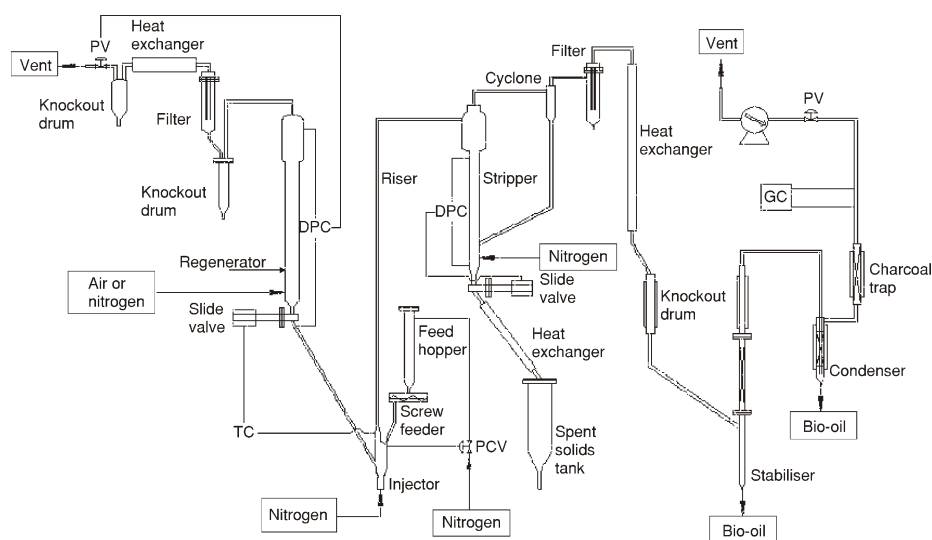 PV
Heat
exchanger
Vent
Knockout
drum
Filter
Knockout
drum
DPC
Regenerator
Air or
nitrogen
Slide
valve
TC
Riser
Feed
hopper
Screw
feeder
Injector
Nitrogen
PCV
Nitrogen
Cyclone
Filter
Stripper
DPC
Nitrogen
Slide
valve
Heat
exchanger
Spent
solids
tank
Heat
exchanger
Knockout
drum
Vent
PV
GC
Charcoal
trap
Condenser
Bio-oil
Stabiliser
Bio-oil